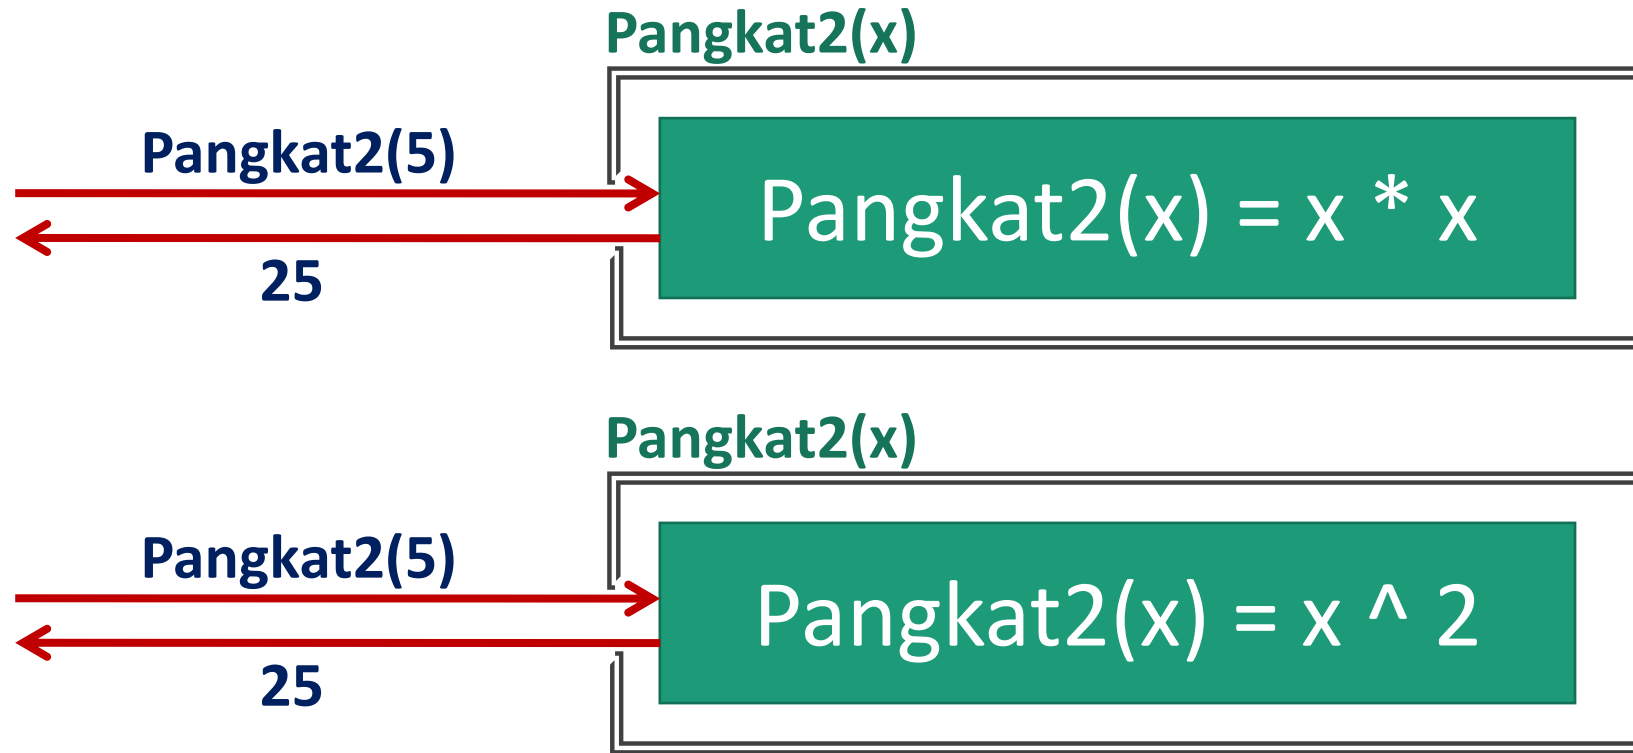 Pangkat2(x)
Pangkat2(5)
Pangkat2(x) = x * x
25
Pangkat2(x)
Pangkat2(5)
Pangkat2(x) = x ^ 2
25